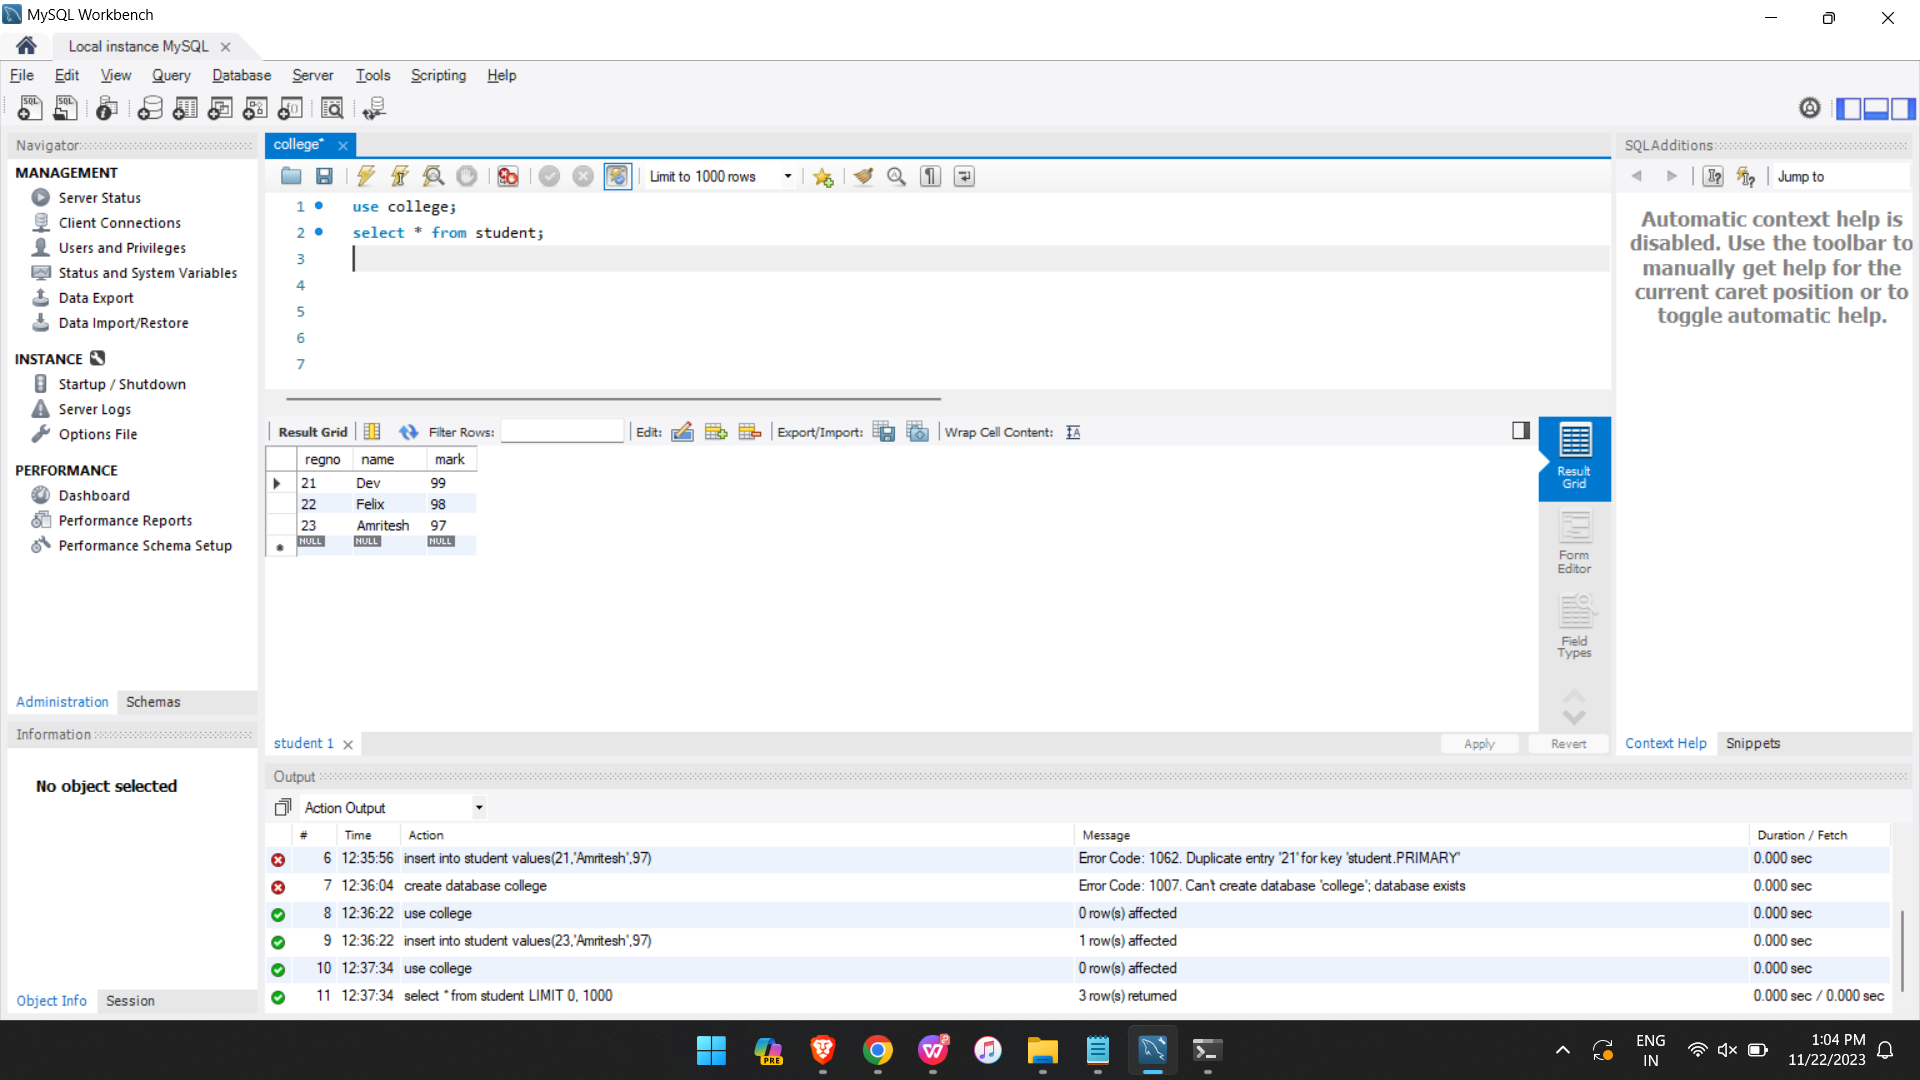 MySQL Workbench
Local instance MySQL
File Edit View Query Database Server Tools Scripting Help
Navigator
MANAGEMENT
Server Status
Client Connections
Users and Privileges
Status and System Variables
Data Export
Data Import/Restore
INSTANCE
Startup / Shutdown
Server Logs
Options File
PERFORMANCE
Dashboard
Performance Reports
Performance Schema Setup
Administration Schemas
Information
No object selected
Object Info Session
college*
Limit to 1000 rows
1 use college;
2 select * from student;
3
4
5
6
7
Result Grid Filter Rows: Edit: Export/Import: Wrap Cell Content:
regno name mark
21 Dev 99
22 Felix 98
23 Amritesh 97
NULL NULL NULL
Result
Grid
Form
Editor
Field
Types
student 1
Apply Revert
SQLAdditions
Jump to
Automatic context help is
disabled. Use the toolbar to
manually get help for the
current caret position or to
toggle automatic help.
Context Help Snippets
Output
Action Output
# Time Action Message Duration / Fetch
6 12:35:56 insert into student values(21,'Amritesh',97) Error Code: 1062. Duplicate entry '21' for key 'student.PRIMARY' 0.000 sec
7 12:36:04 create database college Error Code: 1007. Can't create database 'college'; database exists 0.000 sec
8 12:36:22 use college 0 row(s) affected 0.000 sec
9 12:36:22 insert into student values(23,'Amritesh',97) 1 row(s) affected 0.000 sec
10 12:37:34 use college 0 row(s) affected 0.000 sec
11 12:37:34 select * from student LIMIT 0, 1000 3 row(s) returned 0.000 sec / 0.000 sec
PRE
ENG
IN
1:04 PM
11/22/2023